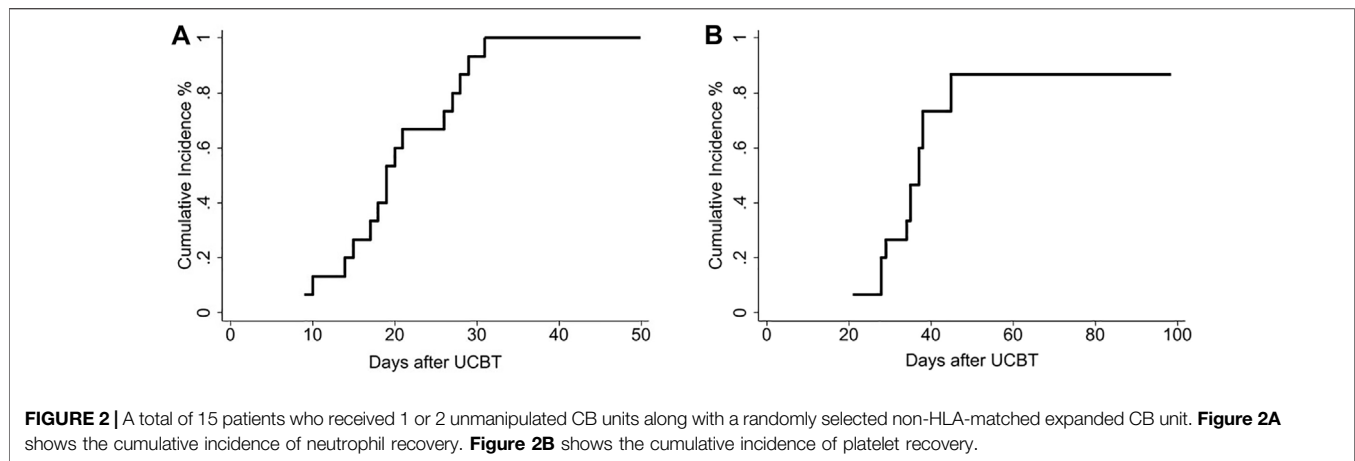 A
Cumulative Incidence %
1
.8
.6
.4
.2
0
0 10 20 30 40 50
Days after UCBT
B
Cumulative Incidence %
1
.8
.6
.4
.2
0
0 20 40 60 80 100
Days after UCBT
FIGURE 2 | A total of 15 patients who received 1 or 2 unmanipulated CB units along with a randomly selected non-HLA-matched expanded CB unit. Figure 2A
shows the cumulative incidence of neutrophil recovery. Figure 2B shows the cumulative incidence of platelet recovery.